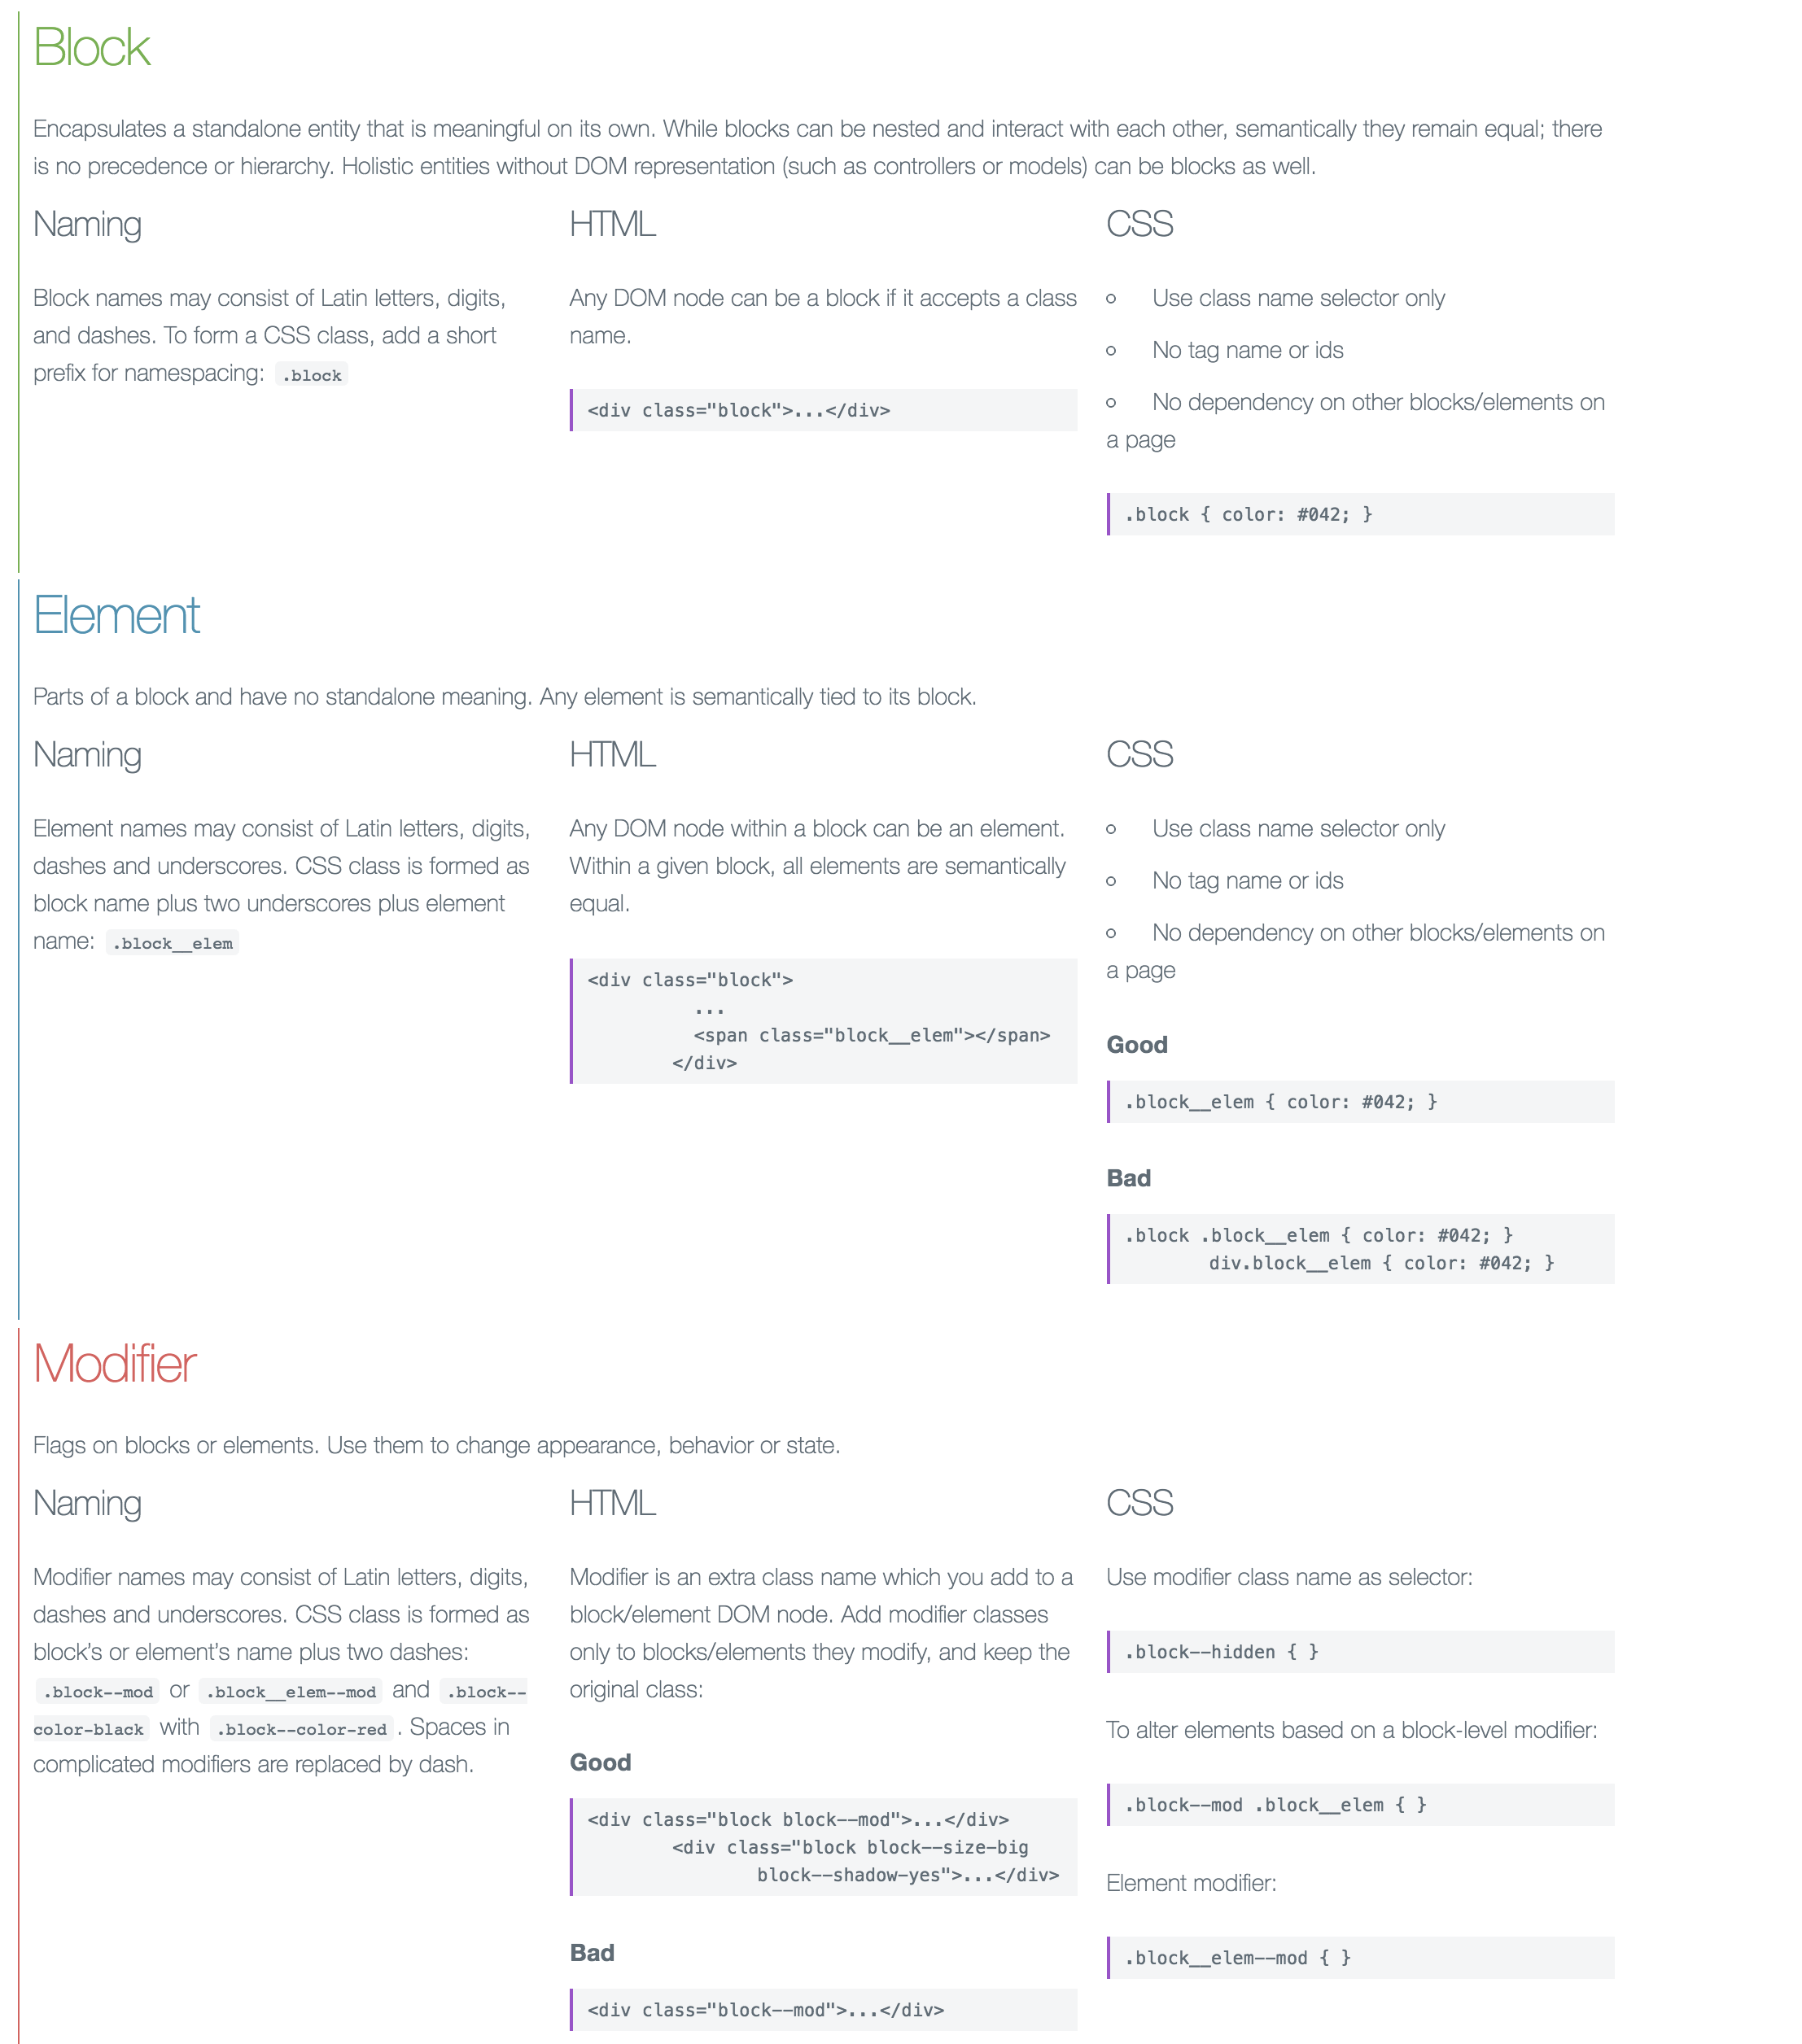 Block
Encapsulates a standalone entity that is meaningful on its own. While blocks can be nested and interact with each other, semantically they remain equal; there
is no precedence or hierarchy. Holistic entities without DOM representation (such as controllers or models) can be blocks as well.
Naming
Block names may consist of Latin letters, digits,
and dashes. To form a CSS class, add a short
prefix for namespacing: .block
HTML
Any DOM node can be a block if it accepts a class
name.
<div class="block">...</div>
CSS
Use class name selector only
No tag name or ids
No dependency on other blocks/elements on
a page
.block { color: #042; }
Element
Parts of a block and have no standalone meaning. Any element is semantically tied to its block.
Naming
Element names may consist of Latin letters, digits,
dashes and underscores. CSS class is formed as
block name plus two underscores plus element
name: .block__elem
HTML
Any DOM node within a block can be an element.
Within a given block, all elements are semantically
equal.
<div class="block">
...
<span class="block__elem"></span>
</div>
CSS
Use class name selector only
No tag name or ids
No dependency on other blocks/elements on
a page
Good
.block__elem { color: #042; }
Bad
.block .block__elem { color: #042; }
div.block__elem { color: #042; }
Modifier
Flags on blocks or elements. Use them to change appearance, behavior or state.
Naming
Modifier names may consist of Latin letters, digits,
dashes and underscores. CSS class is formed as
block’s or element’s name plus two dashes:
.block--mod or .block__elem--mod and .block--
color-black with .block--color-red . Spaces in
complicated modifiers are replaced by dash.
HTML
Modifier is an extra class name which you add to a
block/element DOM node. Add modifier classes
only to blocks/elements they modify, and keep the
original class:
Good
<div class="block block--mod">...</div>
<div class="block block--size-big
block--shadow-yes">...</div>
Bad
<div class="block--mod">...</div>
CSS
Use modifier class name as selector:
.block--hidden { }
To alter elements based on a block-level modifier:
.block--mod .block__elem { }
Element modifier:
.block__elem--mod { }